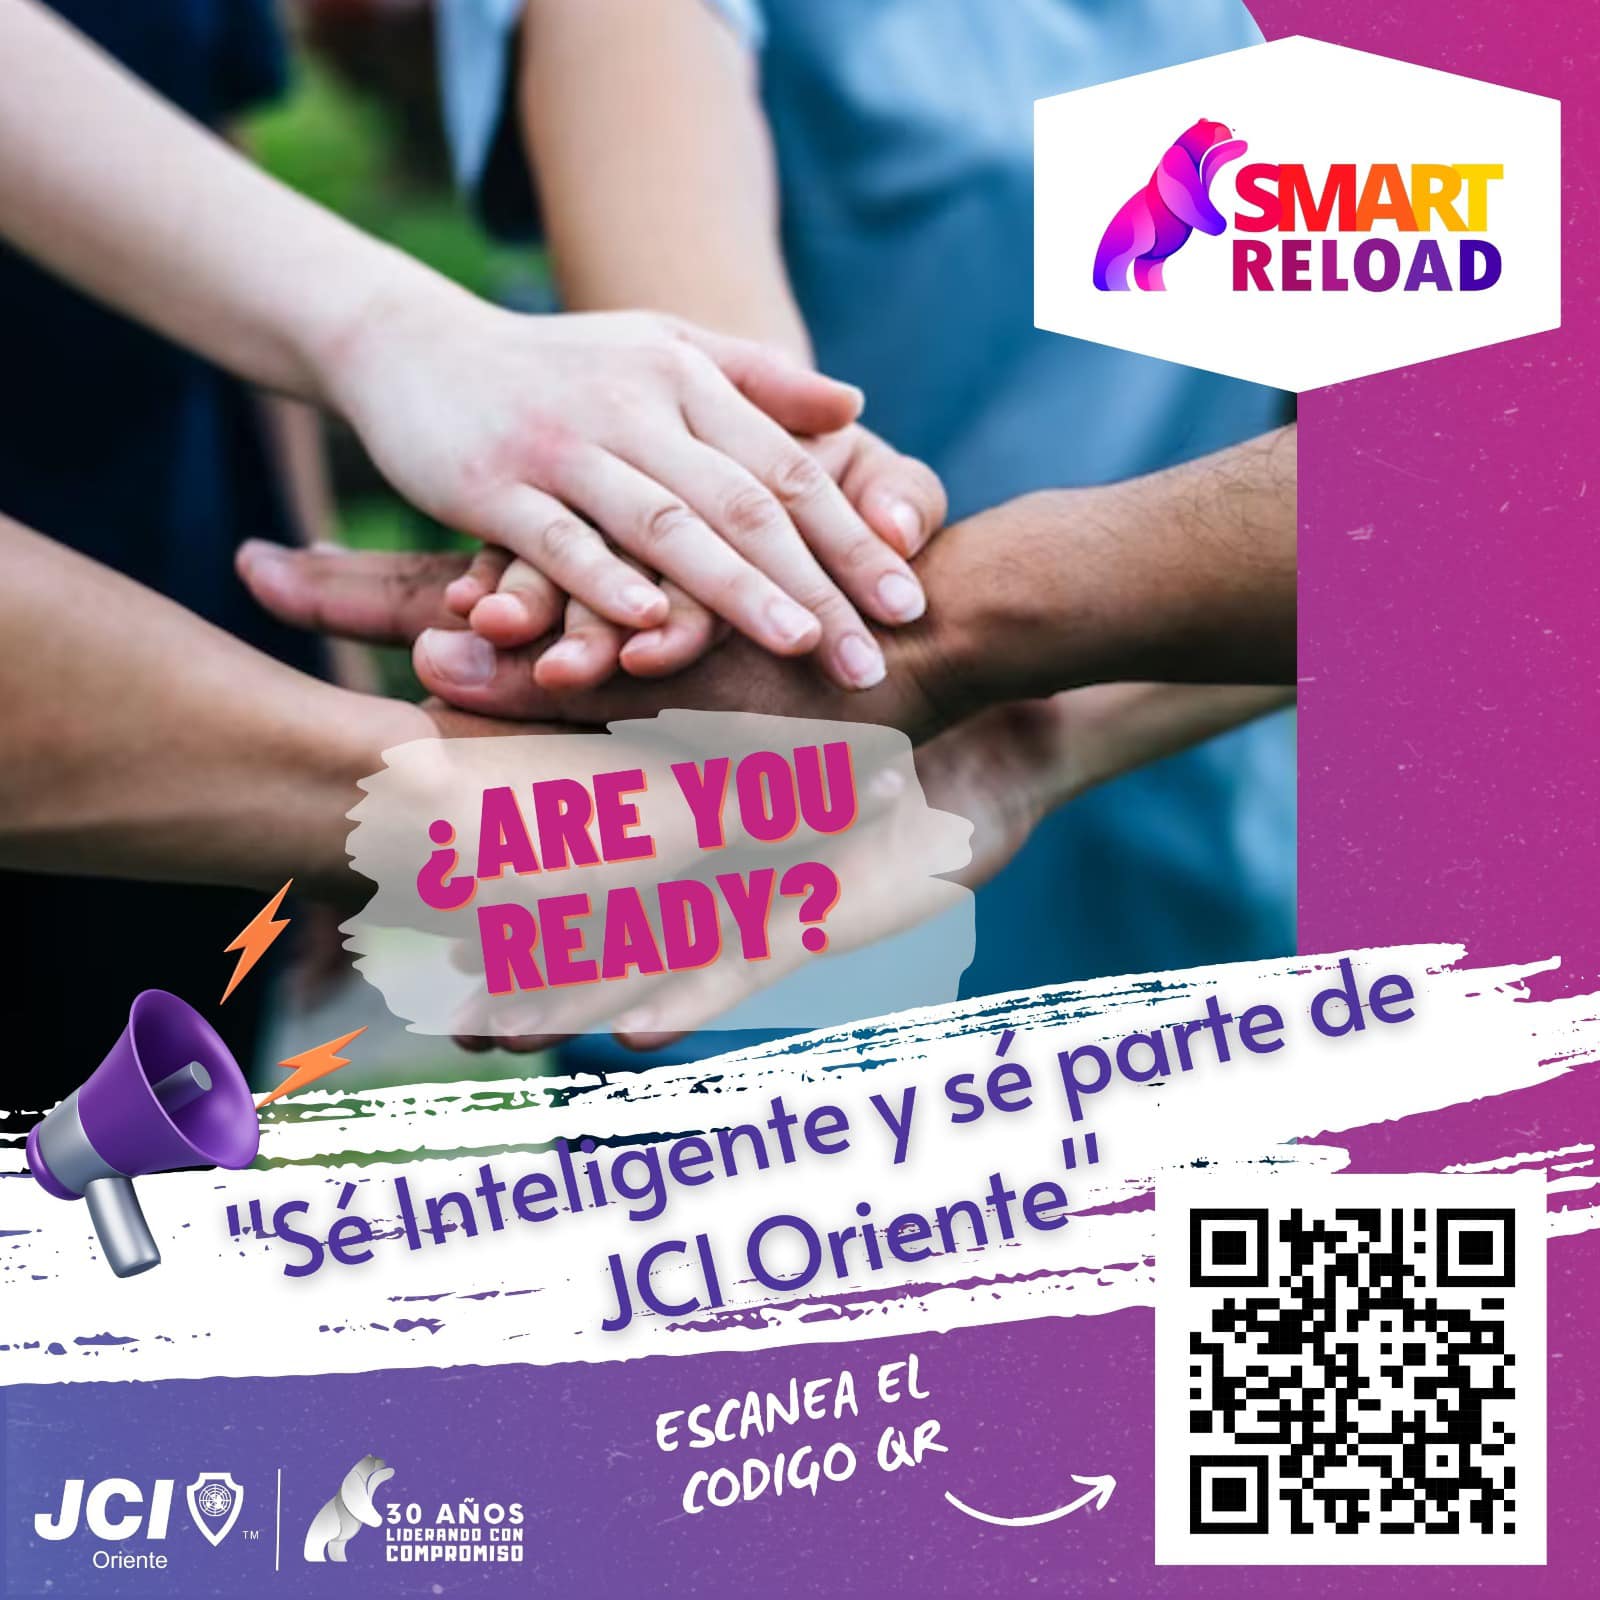 SMART
RELOAD
¿ARE YOU
READY?
"Sé Inteligente y sé parte de
JCI Oriente"
ESCANEA EL
CODIGO QR
JCI
TM
Oriente
30 AÑOS
LIDERANDO CON
COMPROMISO